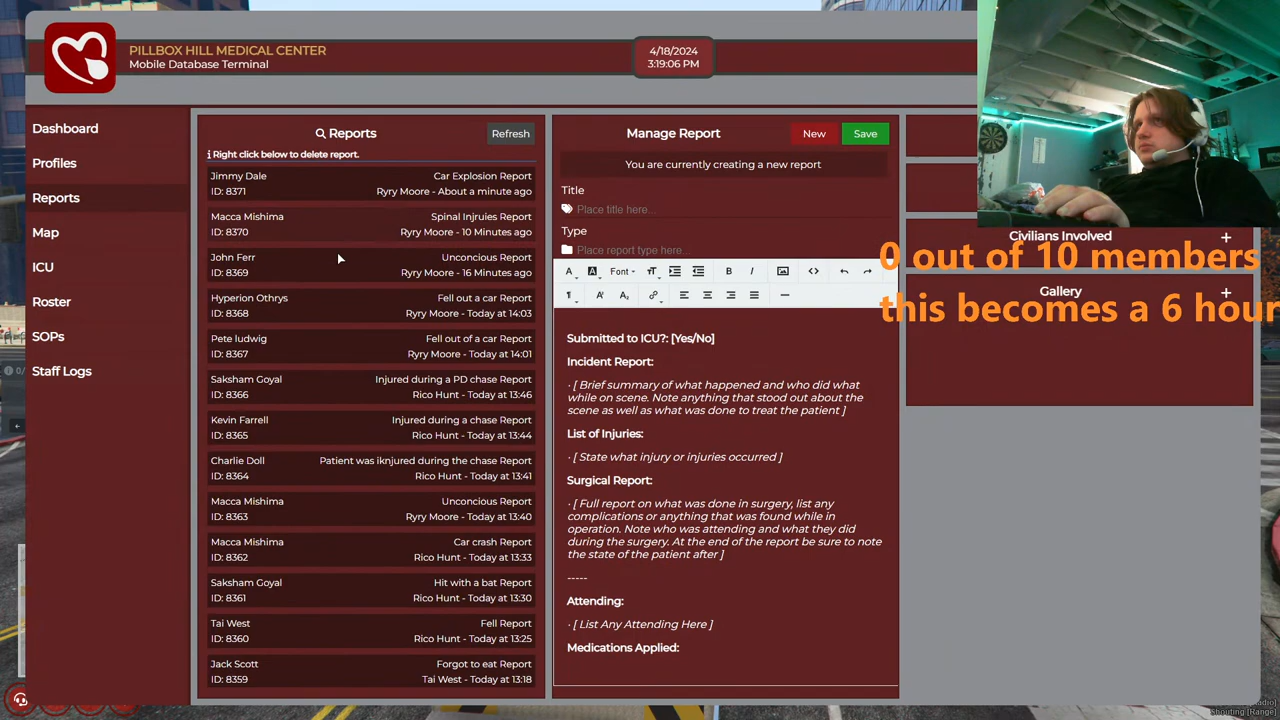 PILLBOX HILL MEDICAL CENTER
Mobile Database Terminal
4/18/2024
3:19:06 PM
Dashboard
Profiles
Reports
Map
ICU
Roster
SOPs
Staff Logs
Reports
Refresh
Right click below to delete report.
Jimmy Dale Car Explosion Report
ID: 8371 Ryry Moore - About a minute ago
Macca Mishima Spinal Injruies Report
ID: 8370 Ryry Moore - 10 Minutes ago
John Ferr Unconcious Report
ID: 8369 Ryry Moore - 16 Minutes ago
Hyperion Othrys Fell out a car Report
ID: 8368 Ryry Moore - Today at 14:03
Pete ludwig Fell out of a car Report
ID: 8367 Ryry Moore - Today at 14:01
Saksham Goyal Injured during a PD chase Report
ID: 8366 Rico Hunt - Today at 13:46
Kevin Farrell Injured during a chase Report
ID: 8365 Rico Hunt - Today at 13:44
Charlie Doll Patient was iknjured during the chase Report
ID: 8364 Rico Hunt - Today at 13:41
Macca Mishima Unconcious Report
ID: 8363 Ryry Moore - Today at 13:40
Macca Mishima Car crash Report
ID: 8362 Rico Hunt - Today at 13:33
Saksham Goyal Hit with a bat Report
ID: 8361 Rico Hunt - Today at 13:30
Tai West Fell Report
ID: 8360 Rico Hunt - Today at 13:25
Jack Scott Forgot to eat Report
ID: 8359 Tai West - Today at 13:18
Manage Report
New
Save
You are currently creating a new report
Title
Place title here...
Type
Place report type here...
Font
Submitted to ICU?: [Yes/No]
Incident Report:
· [ Brief summary of what happened and who did what
while on scene. Note anything that stood out about the
scene as well as what was done to treat the patient ]
List of Injuries:
· [ State what injury or injuries occurred ]
Surgical Report:
· [ Full report on what was done in surgery, list any
complications or anything that was found while in
operation. Note who was attending and what they did
during the surgery. At the end of the report be sure to note
the state of the patient after ]
-----
Attending:
· [ List Any Attending Here ]
Medications Applied:
Civilians Involved
0 out of 10 members
Gallery
this becomes a 6 hour
Shouting [Range]